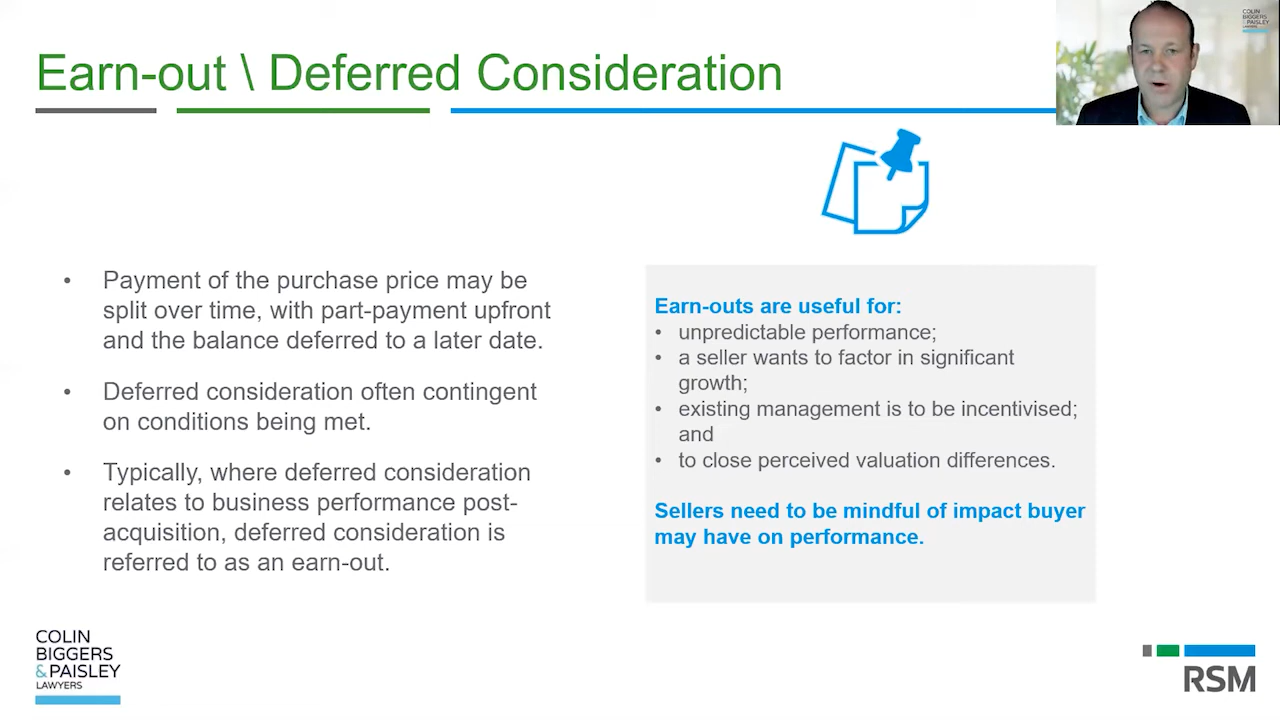 Earn-out \ Deferred Consideration
COLIN
BIGGERS
& PAISLEY
LAWYERS
• Payment of the purchase price may be
split over time, with part-payment upfront
and the balance deferred to a later date.
• Deferred consideration often contingent
on conditions being met.
• Typically, where deferred consideration
relates to business performance post-
acquisition, deferred consideration is
referred to as an earn-out.
Earn-outs are useful for:
• unpredictable performance;
• a seller wants to factor in significant
growth;
• existing management is to be incentivised;
and
• to close perceived valuation differences.
Sellers need to be mindful of impact buyer
may have on performance.
COLIN
BIGGERS
& PAISLEY
LAWYERS
RSM